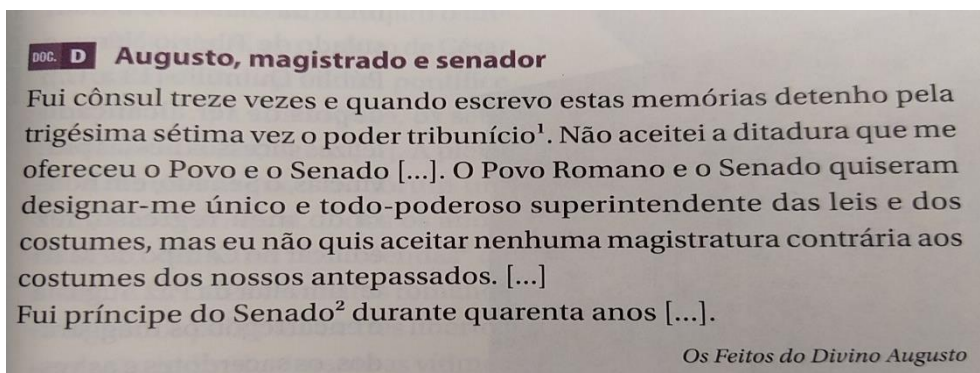 DOC. D Augusto, magistrado e senador
Fui cônsul treze vezes e quando escrevo estas memórias detenho pela
trigésima sétima vez o poder tribunício¹. Não aceitei a ditadura que me
ofereceu o Povo e o Senado [...]. O Povo Romano e o Senado quiseram
designar-me único e todo-poderoso superintendente das leis e dos
costumes, mas eu não quis aceitar nenhuma magistratura contrária aos
costumes dos nossos antepassados. [...]
Fui príncipe do Senado² durante quarenta anos [...].
Os Feitos do Divino Augusto